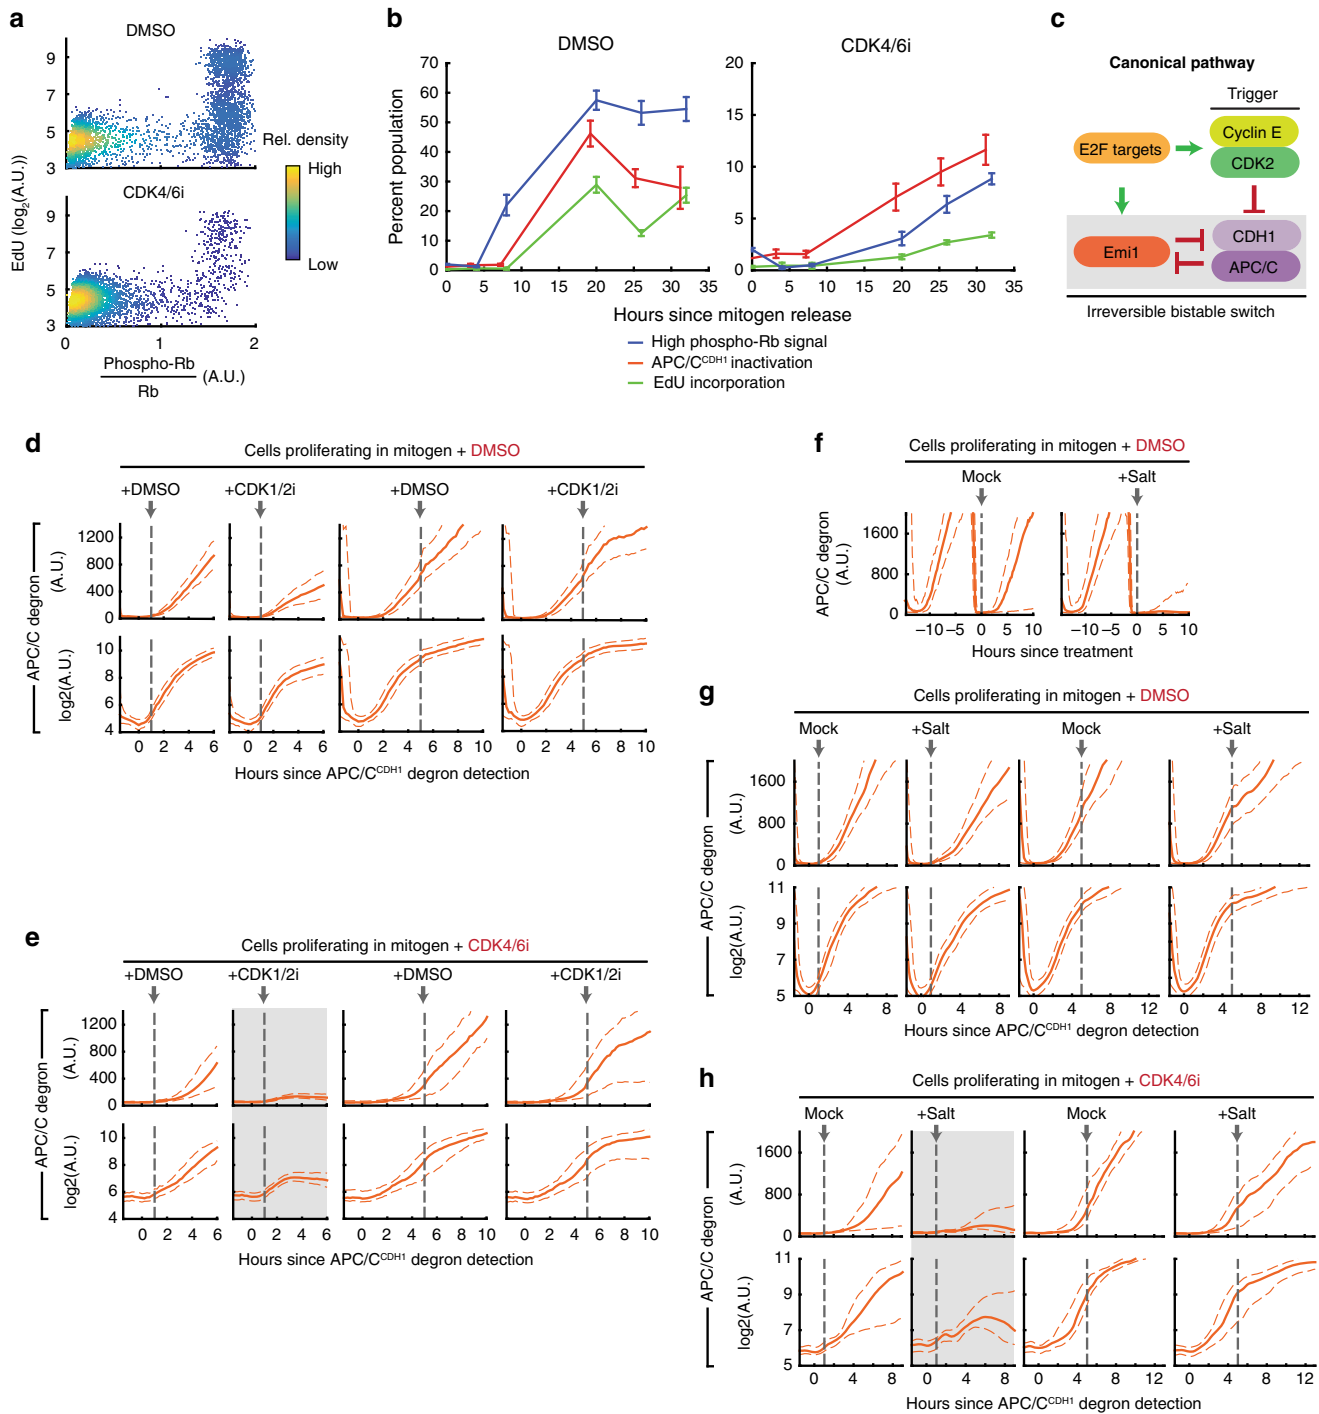 a
DMSO
9
7
5
3
CDK4/6i
9
7
5
3
0
1
2
EdU (log2(A.U.))
Phospho-Rb
Rb
(A.U.)
Rel. density
High
Low
b
DMSO
CDK4/6i
Percent population
70
60
50
40
30
20
10
0
0 5 10 15 20 25 30 35
20
15
10
5
0
0 5 10 15 20 25 30 35
Hours since mitogen release
High phospho-Rb signal
APC/C^CDH1 inactivation
EdU incorporation
c
Canonical pathway
Trigger
E2F targets
Cyclin E
CDK2
Emi1
CDH1
APC/C
Irreversible bistable switch
d
Cells proliferating in mitogen + DMSO
+DMSO
+CDK1/2i
+DMSO
+CDK1/2i
APC/C degron
(A.U.)
1200
800
400
0
log2(A.U.)
10
8
6
4
0 2 4 6
0 2 4 6
0 2 4 6 8 10
0 2 4 6 8 10
Hours since APC/C^CDH1 degron detection
e
Cells proliferating in mitogen + CDK4/6i
+DMSO
+CDK1/2i
+DMSO
+CDK1/2i
APC/C degron
(A.U.)
1200
800
400
0
log2(A.U.)
10
8
6
4
0 2 4 6
0 2 4 6
0 2 4 6 8 10
0 2 4 6 8 10
Hours since APC/C^CDH1 degron detection
f
Cells proliferating in mitogen + DMSO
Mock
+Salt
APC/C degron
(A.U.)
1600
800
0
−10 −5 0 5 10
−10 −5 0 5 10
Hours since treatment
g
Cells proliferating in mitogen + DMSO
Mock
+Salt
Mock
+Salt
APC/C degron
(A.U.)
1600
800
0
log2(A.U.)
11
9
7
5
0 4 8
0 4 8
0 4 8 12
0 4 8 12
Hours since APC/C^CDH1 degron detection
h
Cells proliferating in mitogen + CDK4/6i
Mock
+Salt
Mock
+Salt
APC/C degron
(A.U.)
1600
800
0
log2(A.U.)
11
9
7
5
0 4 8
0 4 8
0 4 8 12
0 4 8 12
Hours since APC/C^CDH1 degron detection